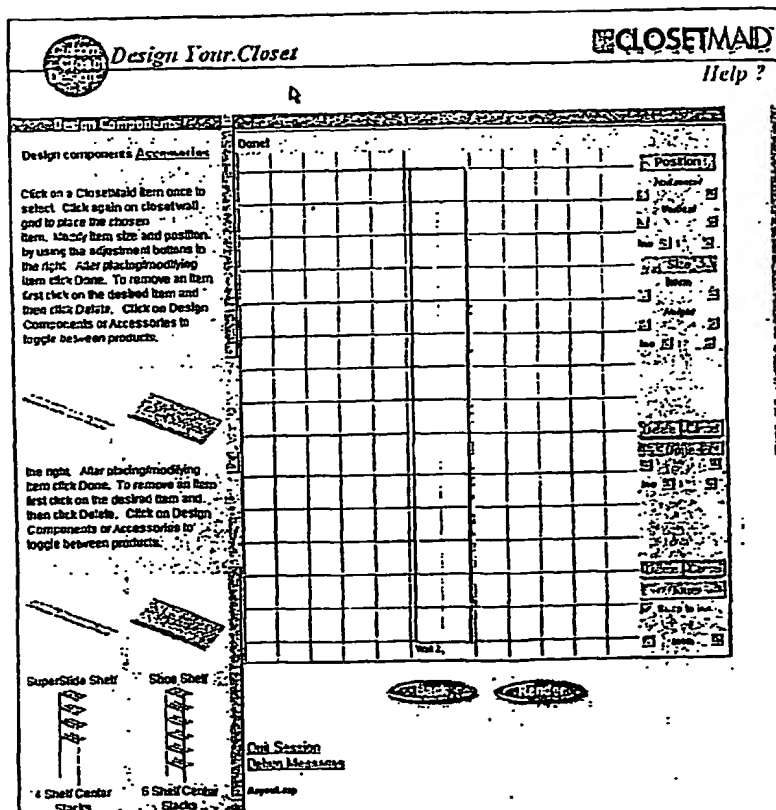 Design Your Closet
CLOSETMAID
Help ?
Design Components
Design components Accessories
Click on a ClosetMaid item once to
select. Click again on closet wall
grid to place the chosen
item. Modify item size and position
by using the adjustment buttons to
the right. After placing/modifying
item click Done. To remove an item
first click on the desired item and
then click Delete. Click on Design
Components or Accessories to
toggle between products.
the right. After placing/modifying
item click Done. To remove an item
first click on the desired item and
then click Delete. Click on Design
Components or Accessories to
toggle between products.
SuperSlide Shelf
Shoe Shelf
4 Shelf Center
Stacks
6 Shelf Center
Stacks
Done!
Position
Vertical
Size
Height
Wall 2
Back
Render
Quit Session
Debug Messages